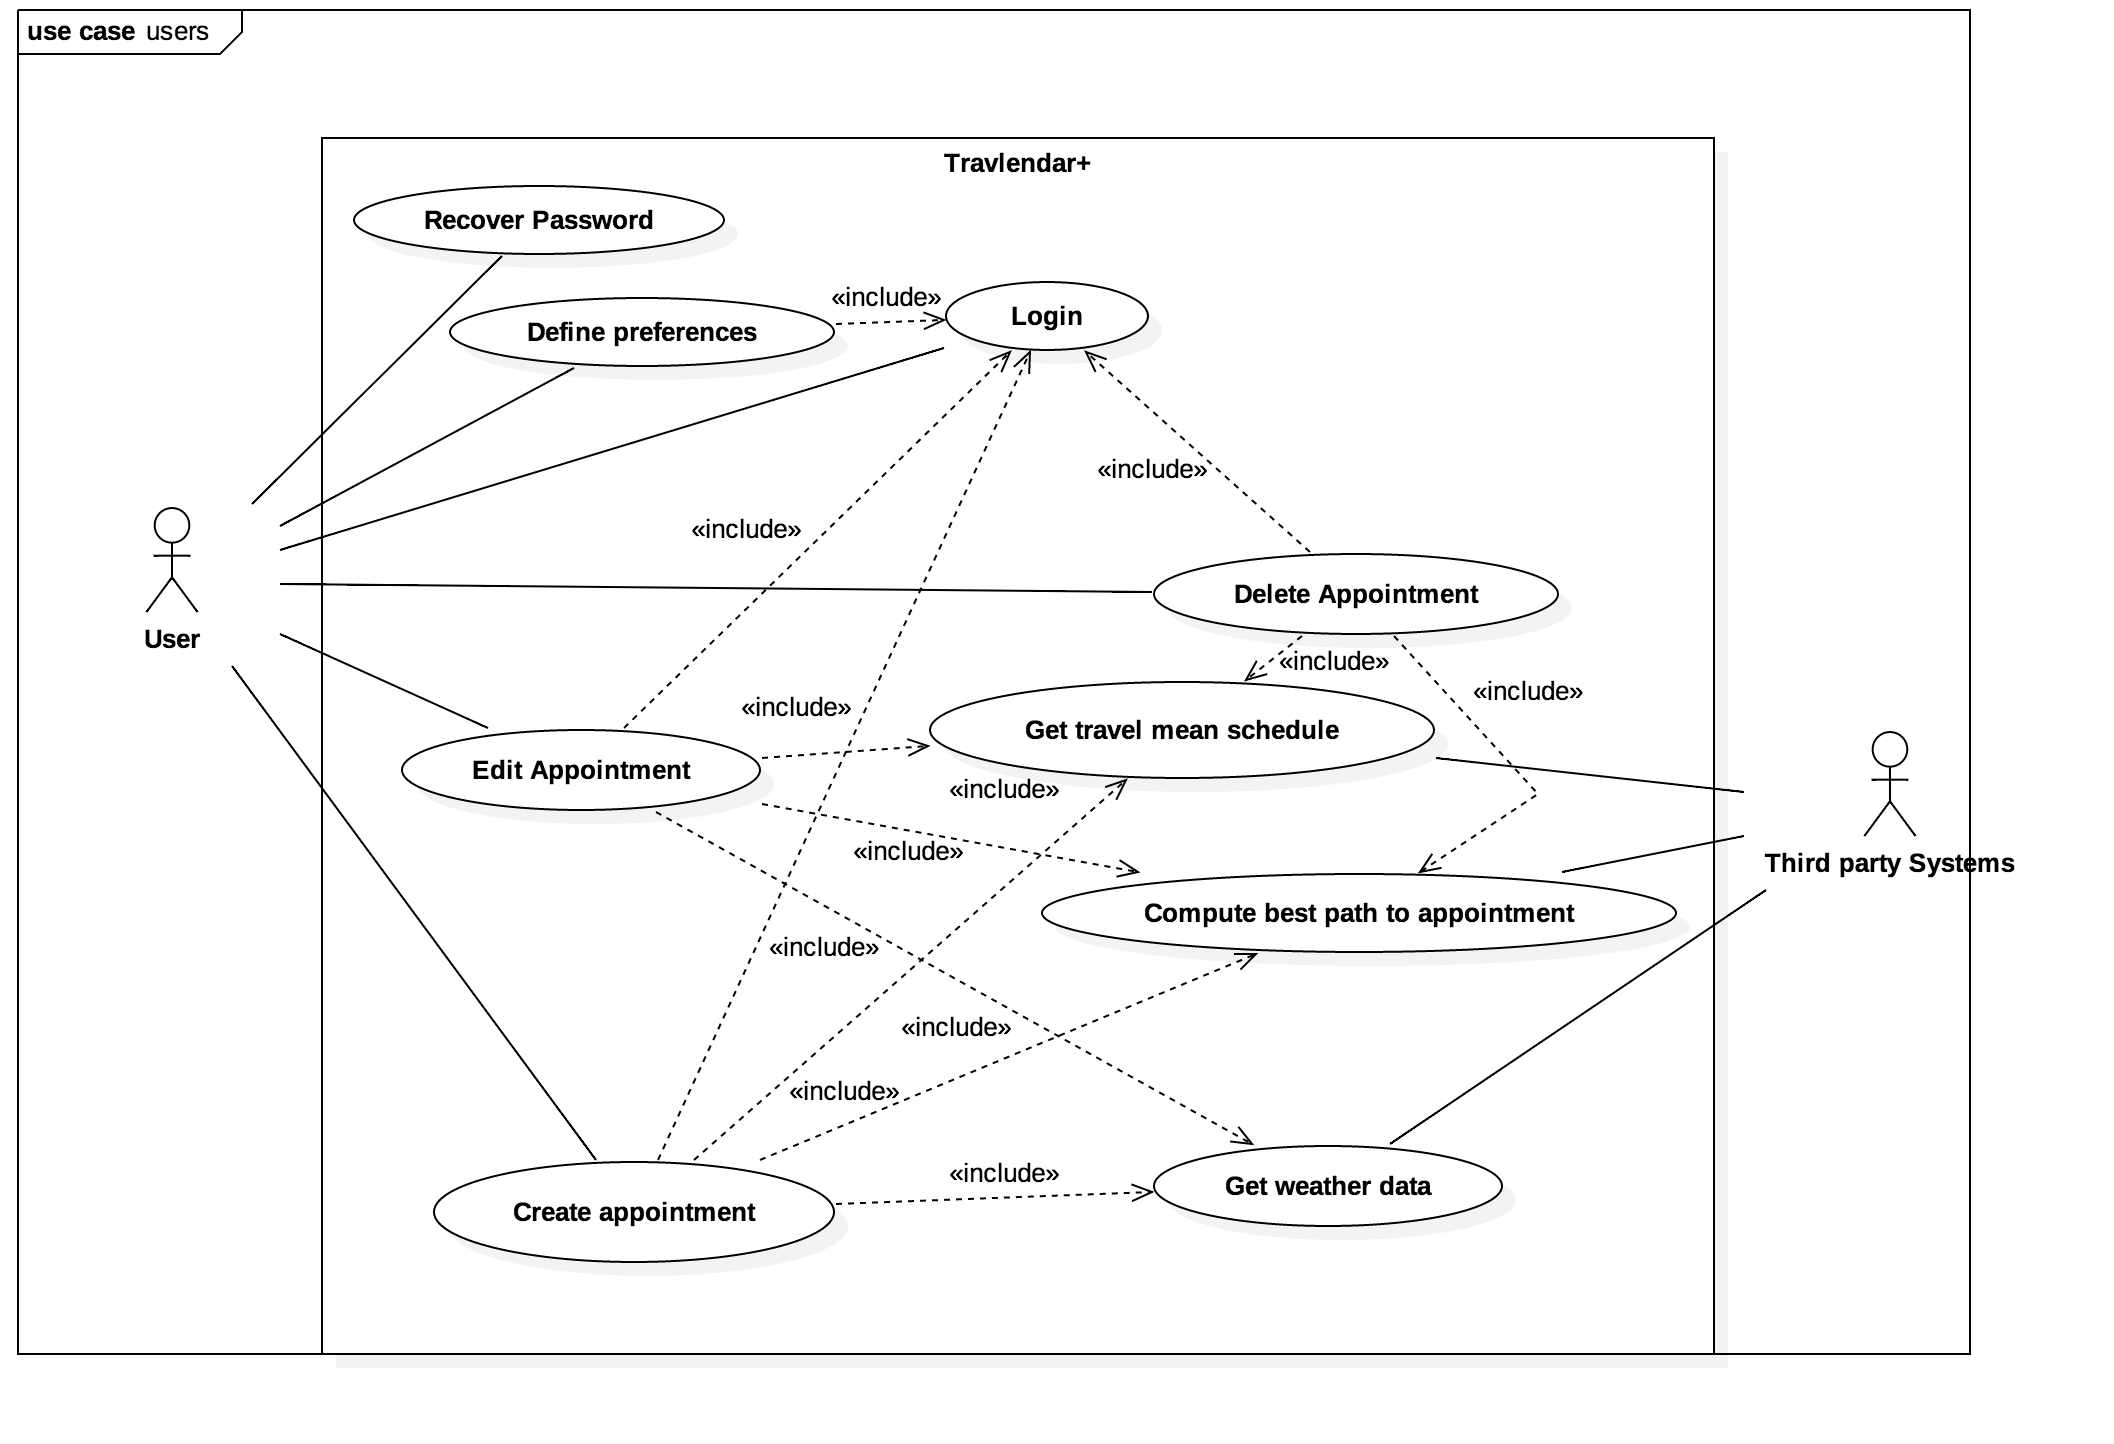 use case users
Travlendar+
Recover Password
«include»
Login
Define preferences
«include»
«include»
Delete Appointment
User
«include»
«include»
«include»
Get travel mean schedule
Edit Appointment
«include»
«include»
Third party Systems
Compute best path to appointment
«include»
«include»
«include»
«include»
Get weather data
Create appointment